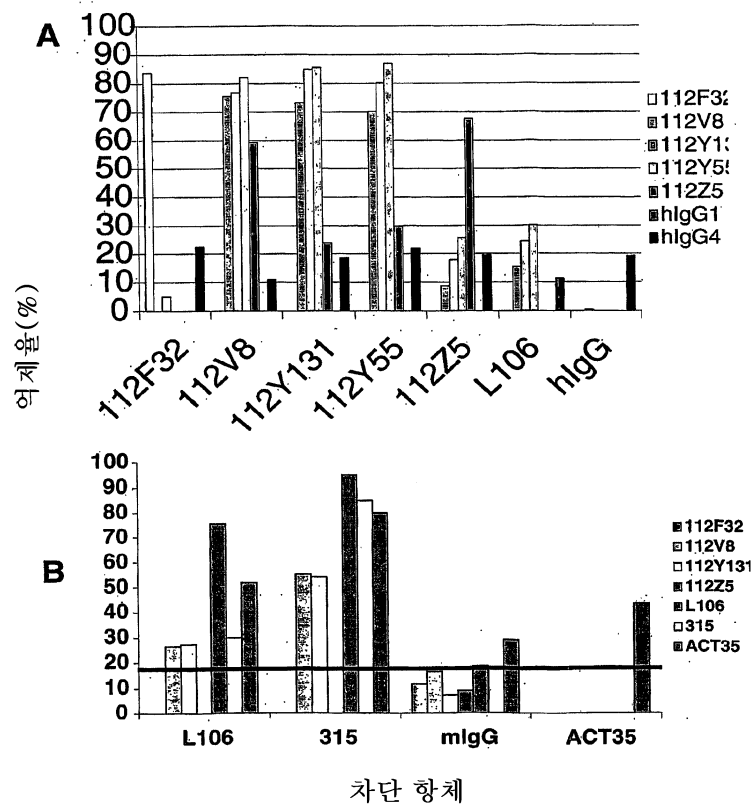 A
100
90
80
70
60
50
40
30
20
10
0
112F32
112V8
112Y131
112Y55
112Z5
L106
hIgG
112F32
112V8
112Y1
112Y5
112Z5
hIgG1
hIgG4
억제율(%)
B
100
90
80
70
60
50
40
30
20
10
0
L106
315
mIgG
ACT35
112F32
112V8
112Y131
112Z5
L106
315
ACT35
차단 항체